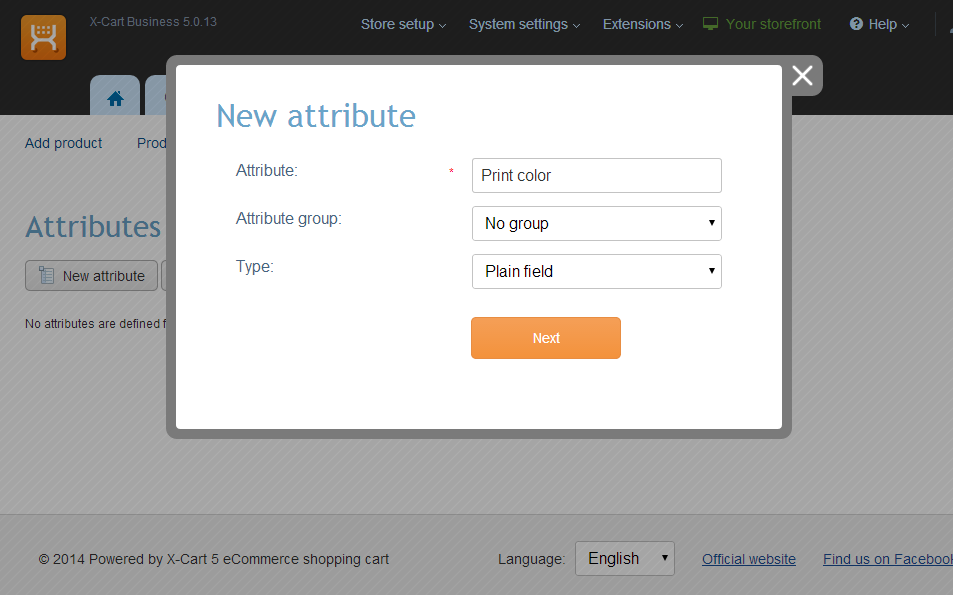 X-Cart Business 5.0.13
Store setup System settings Extensions Your storefront ? Help
New attribute
Add product Prod
Attribute: * Print color
Attribute group: No group
Attributes
Type: Plain field
New attribute
No attributes are defined f
Next
© 2014 Powered by X-Cart 5 eCommerce shopping cart Language: English Official website Find us on Facebook